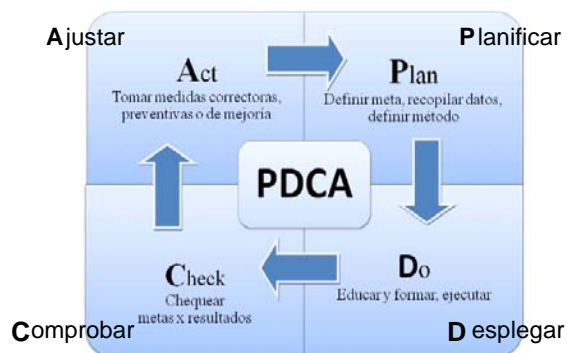 Ajustar
Planificar
Act
Tomar medidas correctoras,
preventivas o de mejoría
Plan
Definir meta, recopilar datos,
definir método
PDCA
Check
Chequear
metas x resultados
Do
Educar y formar, ejecutar
Comprobar
D esplegar